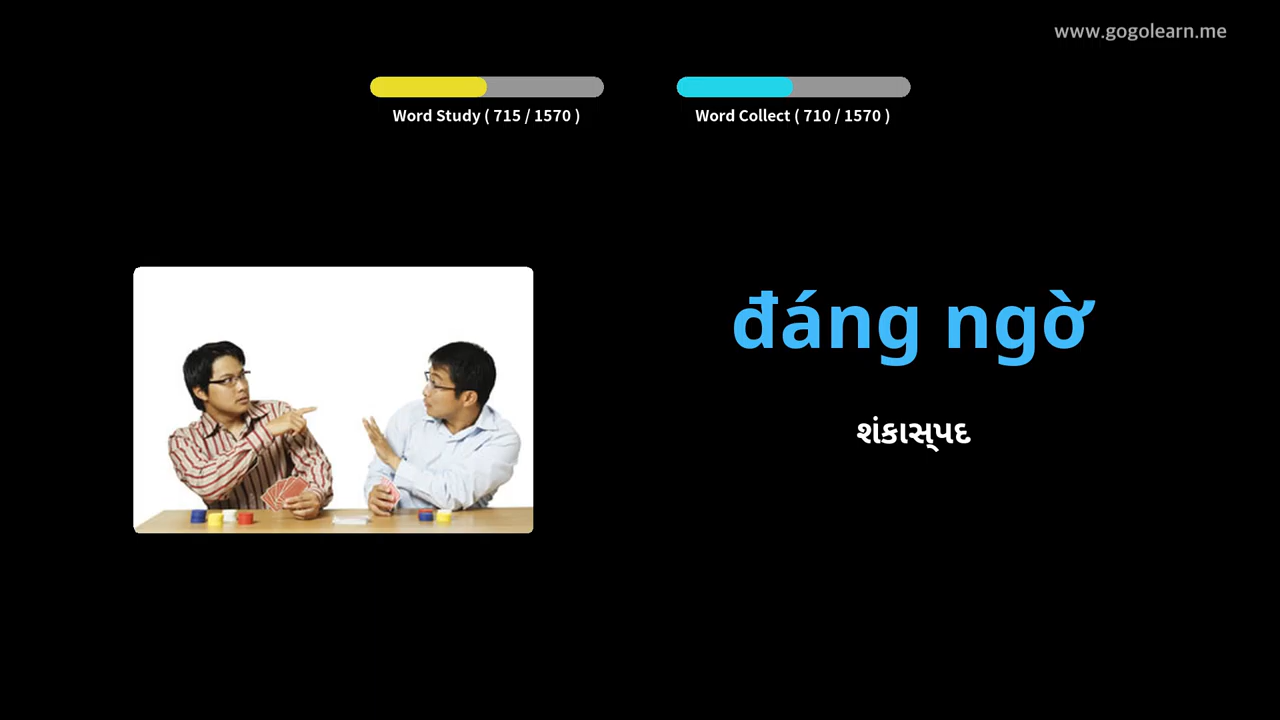 www.gogolearn.me
Word Study ( 715 / 1570 )
Word Collect ( 710 / 1570 )
đáng ngờ
શંકાસ્પદ